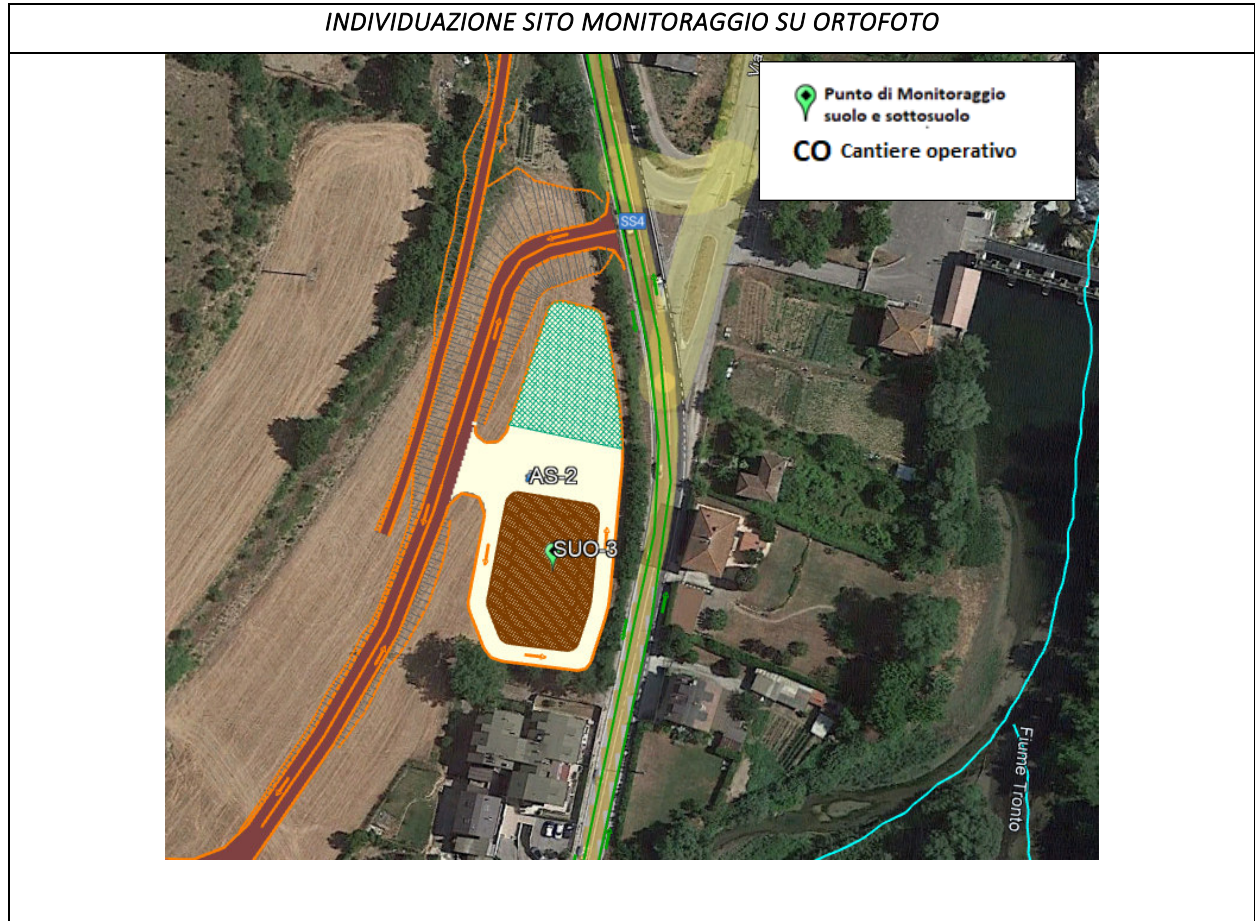 INDIVIDUAZIONE SITO MONITORAGGIO SU ORTOFOTO
Punto di Monitoraggio
suolo e sottosuolo
CO Cantiere operativo
SS4
AS-2
SUO-3
Fiume Tronto